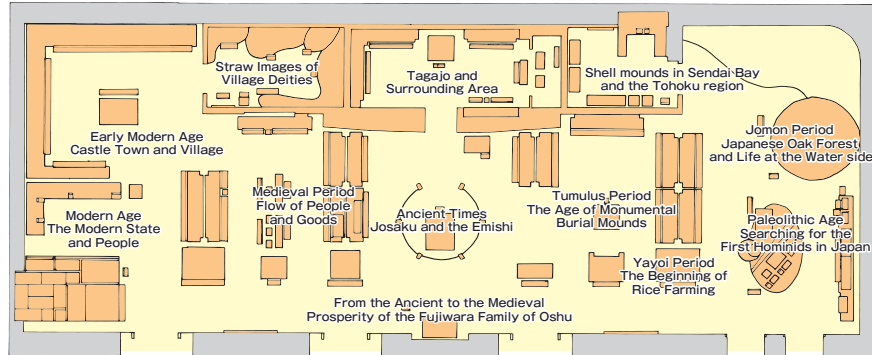 Straw Images of
Village Deities
Tagajo and
Surrounding Area
Shell mounds in Sendai Bay
and the Tohoku region
Early Modern Age
Castle Town and Village
Jomon Period
Japanese Oak Forest
and Life at the Water side
Medieval Period
Flow of People
and Goods
Tumulus Period
The Age of Monumental
Burial Mounds
Modern Age
The Modern State
and People
Ancient Times
Josaku and the Emishi
Paleolithic Age
Searching for the
First Hominids in Japan
Yayoi Period
The Beginning of
Rice Farming
From the Ancient to the Medieval
Prosperity of the Fujiwara Family of Oshu